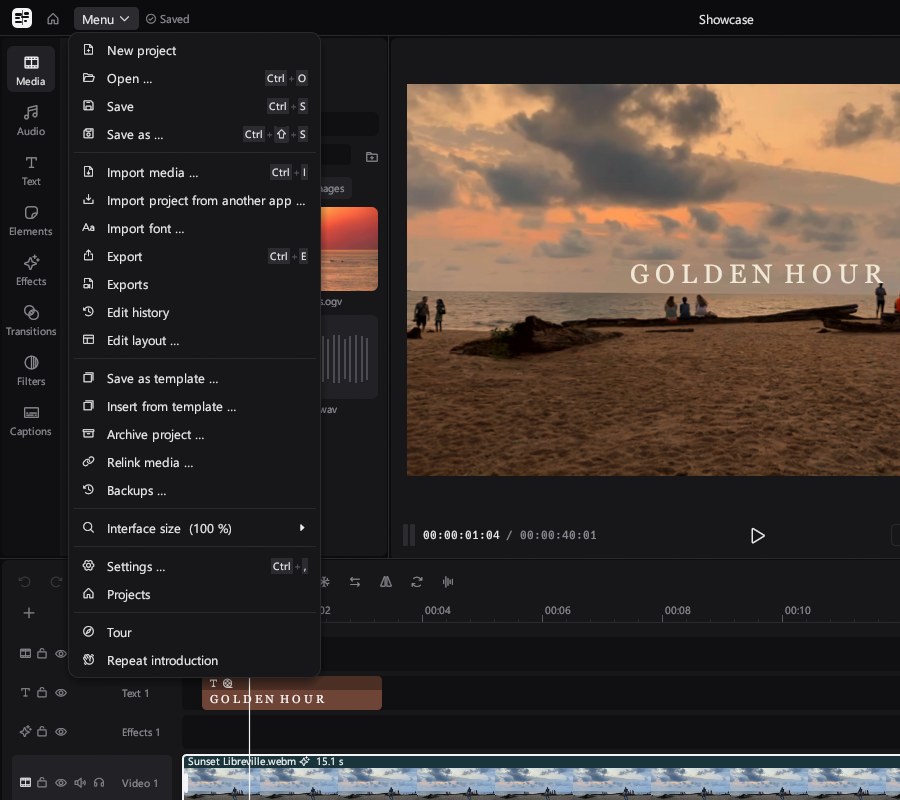 Menu
Saved
Showcase
Media
Audio
Text
Elements
Effects
Transitions
Filters
Captions
New project
Open ... Ctrl + O
Save Ctrl + S
Save as ... Ctrl + ⇧ + S
Import media ... Ctrl + I
Import project from another app ...
Import font ...
Export Ctrl + E
Exports
Edit history
Edit layout ...
Save as template ...
Insert from template ...
Archive project ...
Relink media ...
Backups ...
Interface size (100 %)
Settings ... Ctrl + ,
Projects
Tour
Repeat introduction
.ogv
GOLDEN HOUR
00:00:01:04 / 00:00:40:01
00:04 00:06 00:08 00:10
Text 1
GOLDEN HOUR
Effects 1
Sunset Libreville.webm 15.1 s
Video 1